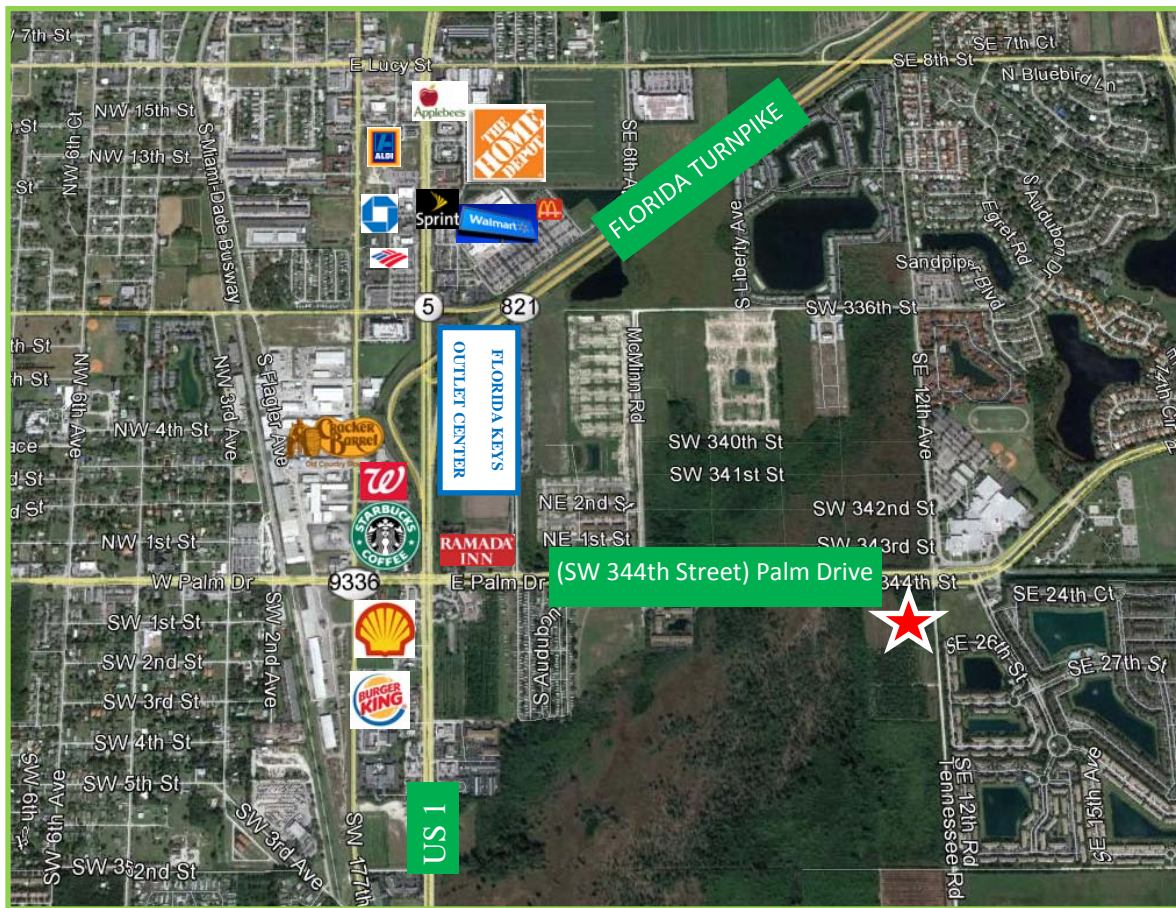 W 7th St
E Lucy St
SE 7th Ct
SE 8th St
N Bluebird Ln
Applebees
NW 15th St
NW 6th Ct
S Miami-Dade Busway
NW 13th St
ALDI
THE
HOME
DEPOT
SE 6th A
FLORIDA TURNPIKE
S Liberty Ave
S Audubon Dr
Egret Rd
Sprint
Walmart
Sandpiper Blvd
5
821
SW 336th St
NW 6th Ave
NW 3rd Ave
S Flagler Ave
FLORIDA KEYS
OUTLET CENTER
McMinn Rd
SE 12th Ave
NW 4th St
Cracker
Barrel
Old Country Store
SW 340th St
SW 341st St
NE 2nd S
SW 342nd St
STARBUCKS
COFFEE
RAMADA
INN
NW 1st St
NE 1st St
SW 343rd St
(SW 344th Street) Palm Drive
344th St
W Palm Dr
9336
E Palm Dr
SE 24th Ct
SW 1st St
SW 2nd Ave
SE 26th St
SE 27th St
SW 2nd St
SW 3rd St
BURGER
KING
SW 4th St
SW 5th St
SW 6th Ave
SW 3rd Ave
SW 177th
US 1
SE 12th Rd
Tennessee Rd
SE 15th Ave
SW 352nd St